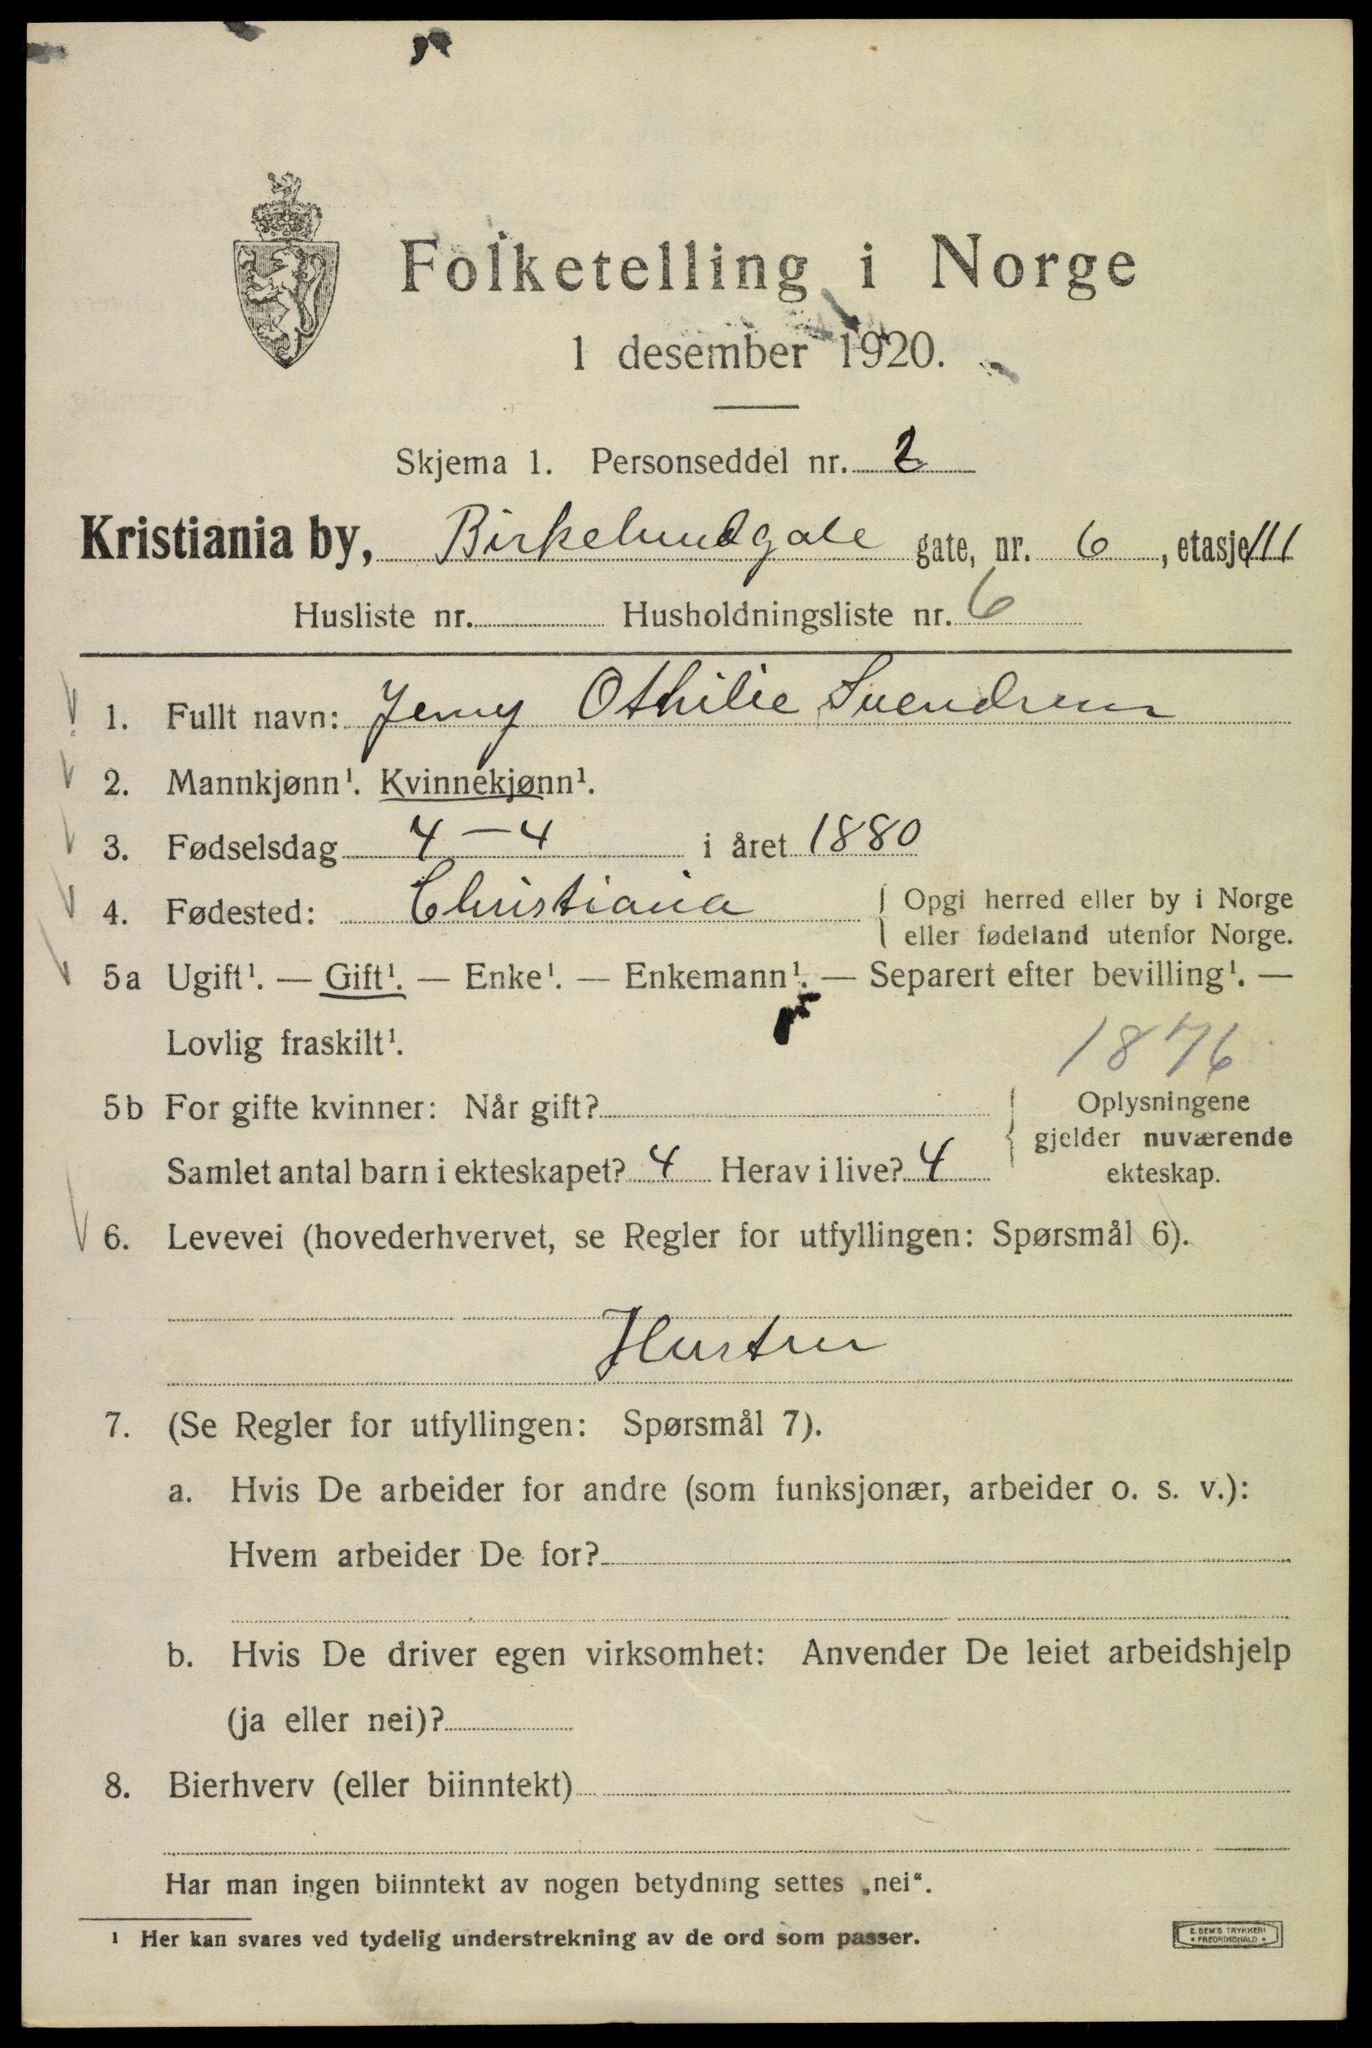 Folketelling i Norge
1 desember 1920.
Skjema 1. Personseddel nr. 2
Kristiania by, Birkelundgate gate, nr. 6, etasje III
Husliste nr. Husholdningsliste nr. 6
1. Fullt navn: Jenny Othilie Svendsen
2. Mannkjønn¹. Kvinnekjønn¹.
3. Fødselsdag 4 – 4 i året 1880
4. Fødested: Christiania { Opgi herred eller by i Norge
eller fødeland utenfor Norge.
5a Ugift¹. — Gift¹. — Enke¹. — Enkemann¹. — Separert efter bevilling¹. —
Lovlig fraskilt¹.
1876
5b For gifte kvinner: Når gift? Oplysningene
gjelder nuværende
Samlet antal barn i ekteskapet? 4 Herav i live? 4 ekteskap.
6. Levevei (hovederhvervet, se Regler for utfyllingen: Spørsmål 6).
Hustru
7. (Se Regler for utfyllingen: Spørsmål 7).
a. Hvis De arbeider for andre (som funksjonær, arbeider o. s. v.):
Hvem arbeider De for?
b. Hvis De driver egen virksomhet: Anvender De leiet arbeidshjelp
(ja eller nei)?
8. Bierhverv (eller biinntekt)
Har man ingen biinntekt av nogen betydning settes „nei“.
¹ Her kan svares ved tydelig understrekning av de ord som passer.
E. SEM'S TRYKKERI
• FREDRIKSHALD •